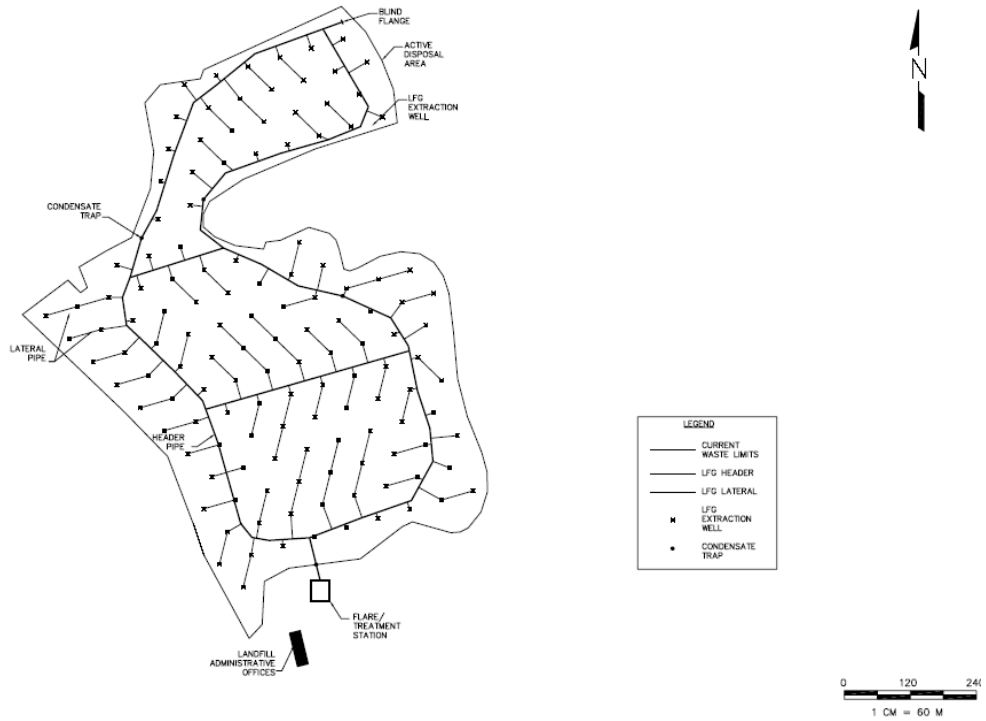 BLIND
FLANGE
ACTIVE
DISPOSAL
AREA
N
LFG
EXTRACTION
WELL
CONDENSATE
TRAP
LATERAL
PIPE
HEADER
PIPE
LEGEND
CURRENT
WASTE LIMITS
LFG HEADER
LFG LATERAL
LFG
EXTRACTION
WELL
CONDENSATE
TRAP
FLARE/
TREATMENT
STATION
LANDFILL
ADMINISTRATIVE
OFFICES
0 120 240
1 CM = 60 M